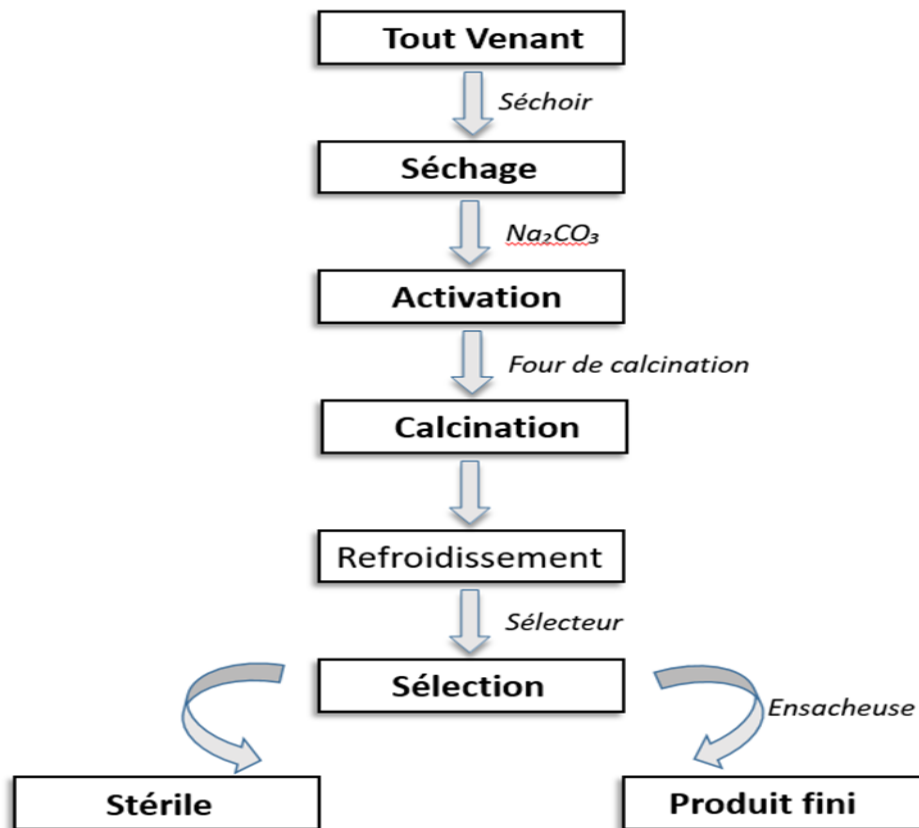 Tout Venant
Séchoir
Séchage
Na₂CO₃
Activation
Four de calcination
Calcination
Refroidissement
Sélecteur
Sélection
Ensacheuse
Stérile
Produit fini